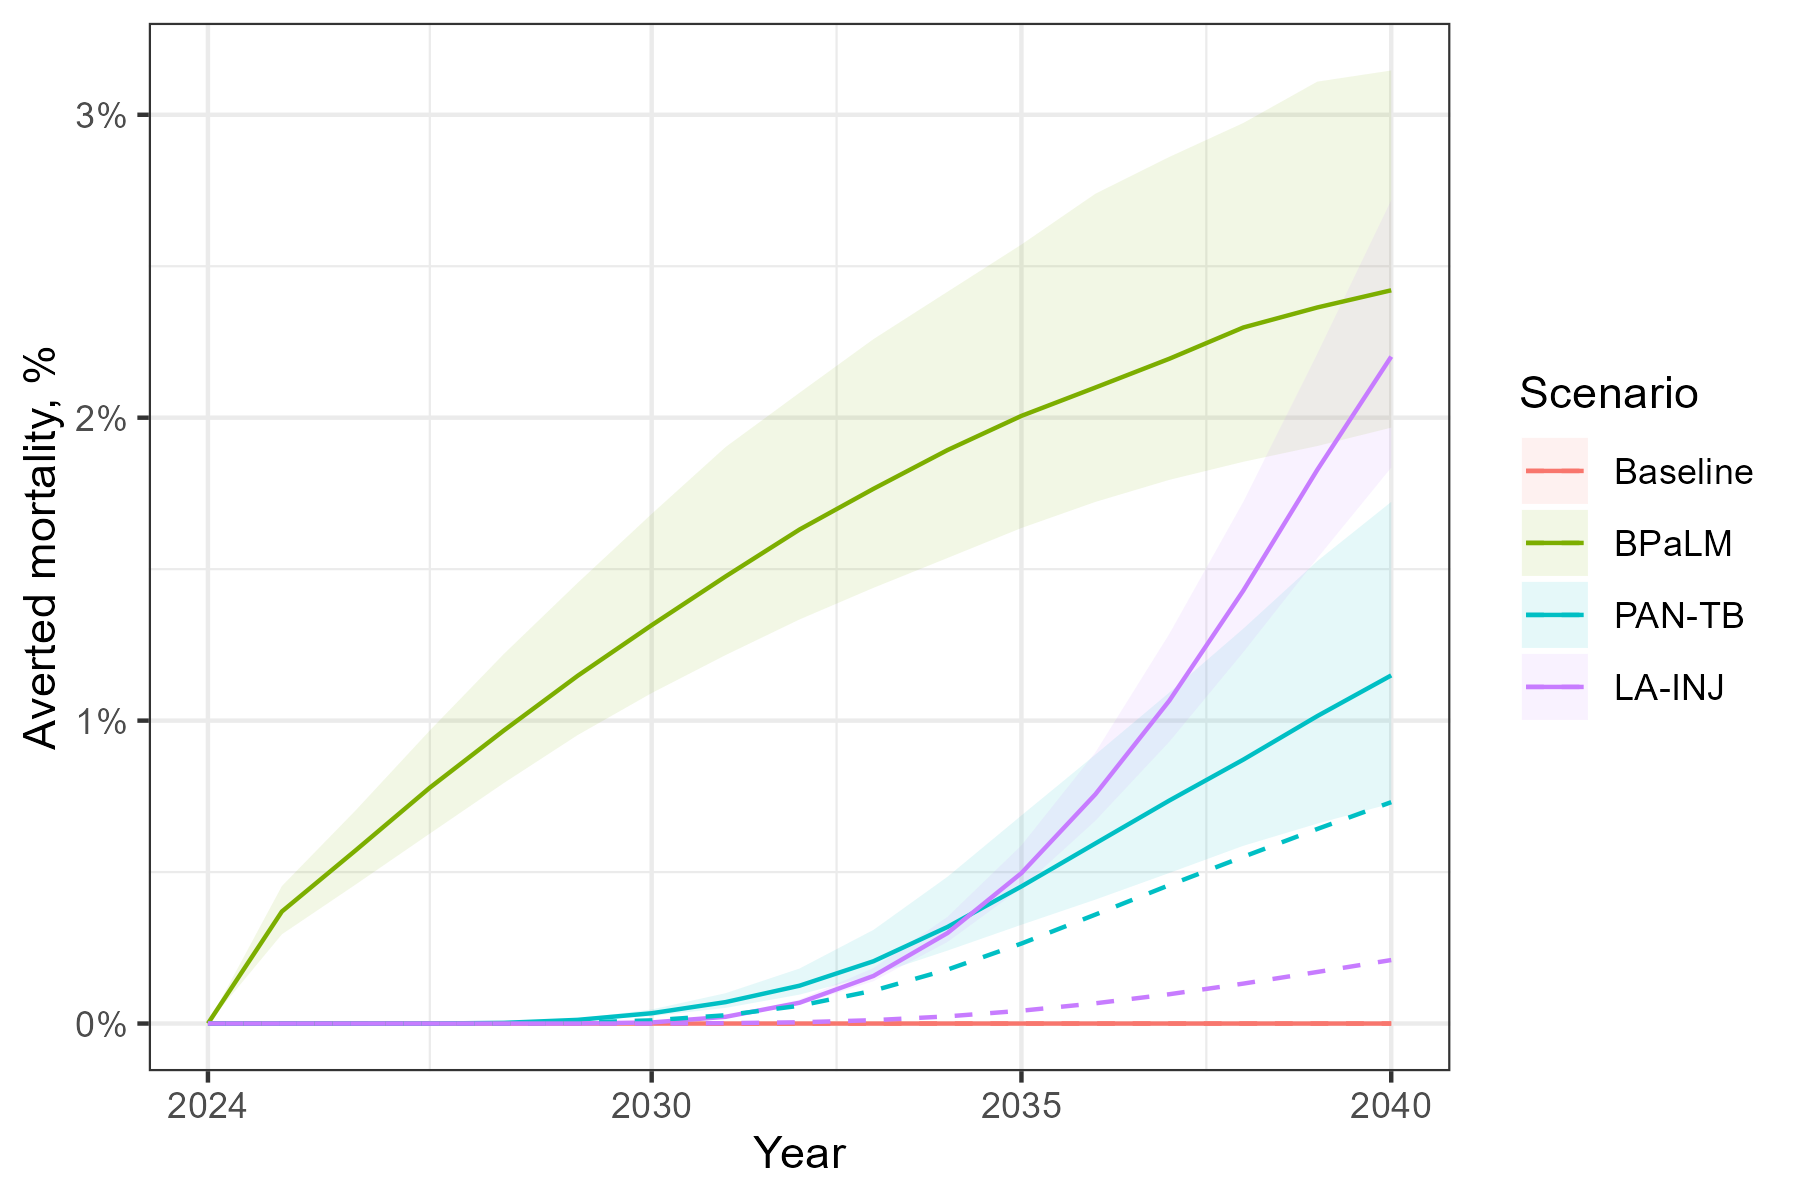 3%
2%
1%
0%
Averted mortality, %
2024
2030
2035
2040
Year
Scenario
Baseline
BPaLM
PAN-TB
LA-INJ